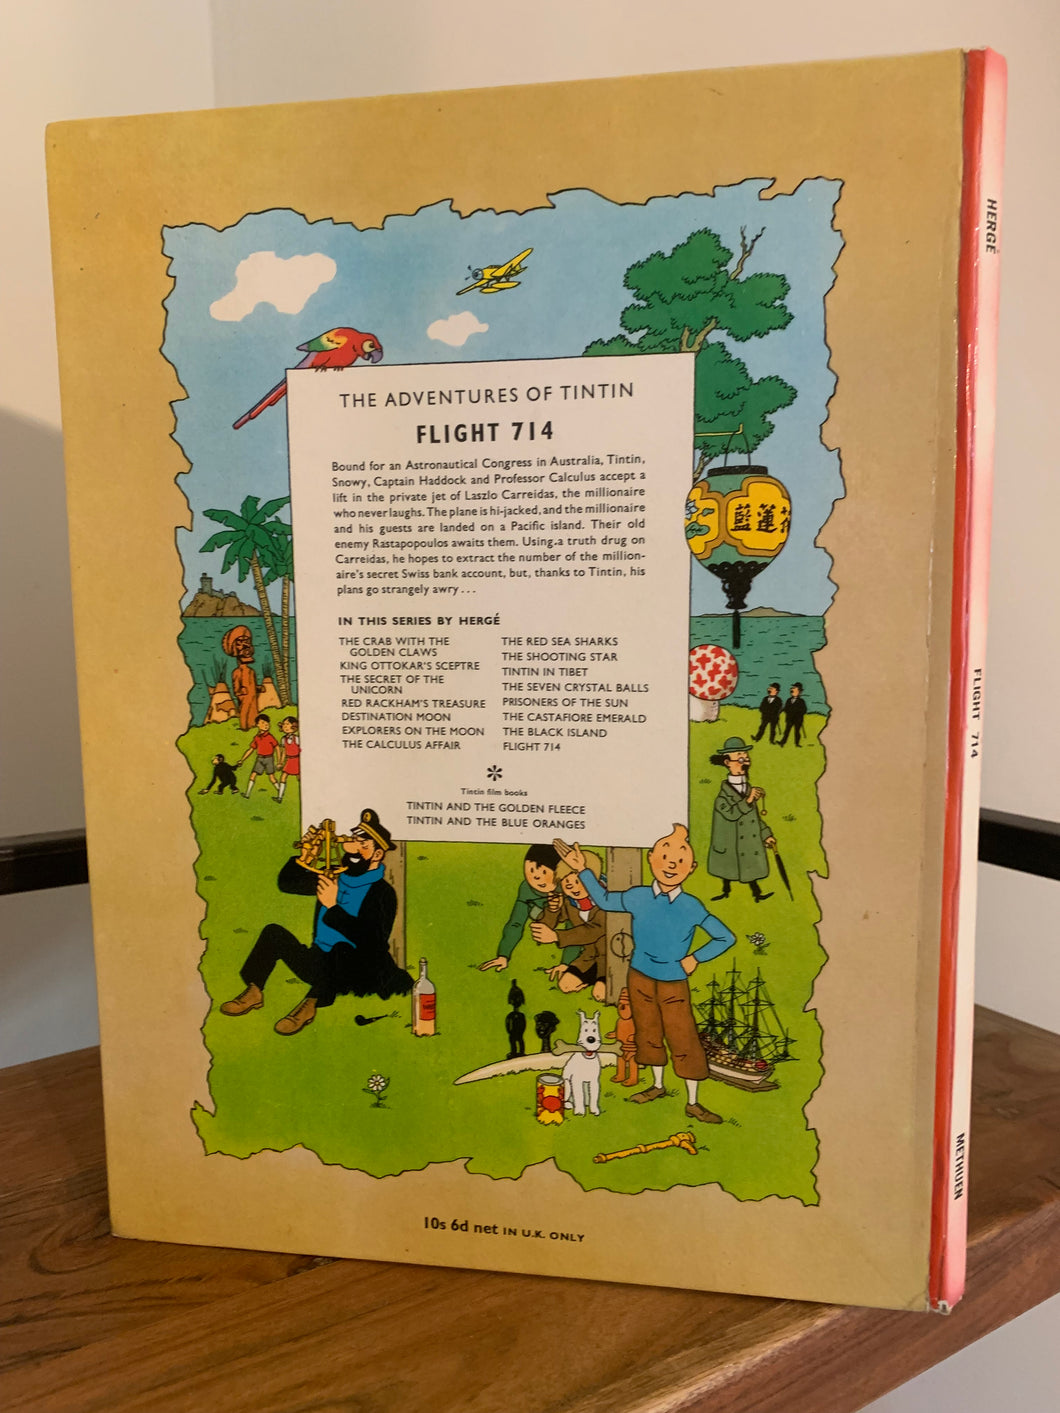 THE ADVENTURES OF TINTIN
FLIGHT 714
Bound for an Astronautical Congress in Australia, Tintin,
Snowy, Captain Haddock and Professor Calculus accept a
lift in the private jet of Laszlo Carreidas, the millionaire
who never laughs. The plane is hi-jacked, and the millionaire
and his guests are landed on a Pacific island. Their old
enemy Rastapopoulos awaits them. Using a truth drug on
Carreidas, he hopes to extract the number of the million-
aire's secret Swiss bank account, but, thanks to Tintin, his
plans go strangely awry ...
IN THIS SERIES BY HERGÉ
THE CRAB WITH THE
GOLDEN CLAWS
KING OTTOKAR'S SCEPTRE
THE SECRET OF THE
UNICORN
RED RACKHAM'S TREASURE
DESTINATION MOON
EXPLORERS ON THE MOON
THE CALCULUS AFFAIR
THE RED SEA SHARKS
THE SHOOTING STAR
TINTIN IN TIBET
THE SEVEN CRYSTAL BALLS
PRISONERS OF THE SUN
THE CASTAFIORE EMERALD
THE BLACK ISLAND
FLIGHT 714
*
Tintin film books
TINTIN AND THE GOLDEN FLEECE
TINTIN AND THE BLUE ORANGES
藍蓮
10s 6d net IN U.K. ONLY
HERGÉ
FLIGHT 714
METHUEN